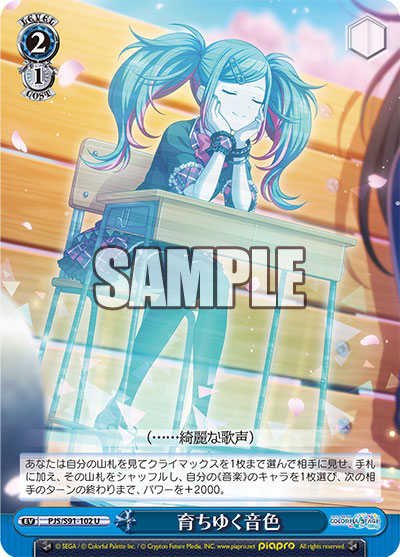 LEVEL
2
1
COST
SAMPLE
(……綺麗な歌声)
あなたは自分の山札を見てクライマックスを1枚まで選んで相手に見せ、手札
に加え、その山札をシャッフルし、自分の《音楽》のキャラを1枚選び、次の相
手のターンの終わりまで、パワーを+2000。
EV
PJS/S91-102 U
育ちゆく音色
COLORFUL STAGE!
© SEGA / © Colorful Palette Inc. / © Crypton Future Media, INC. www.piapro.net piapro All rights reserved.